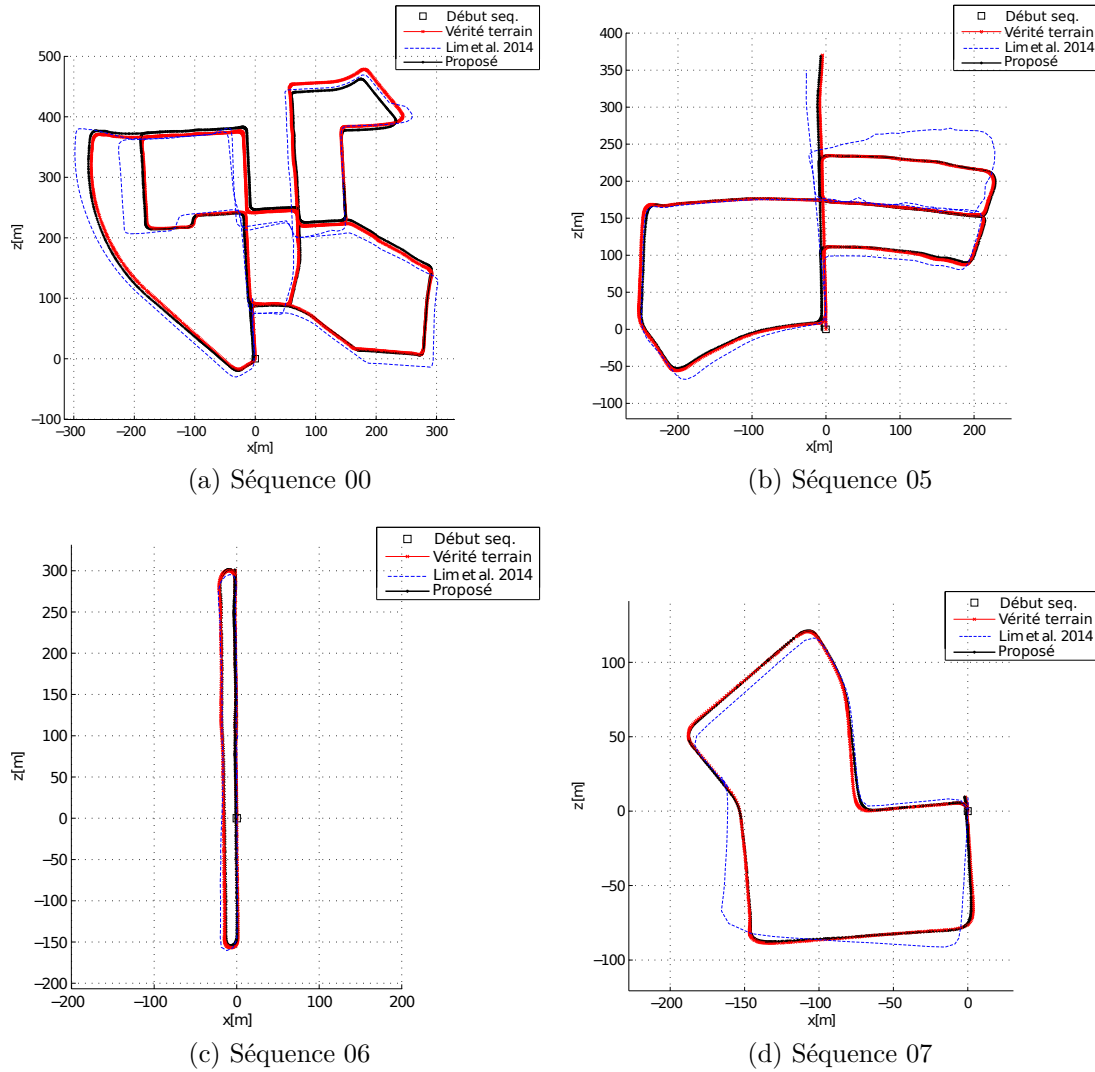 Début seq.
Vérité terrain
Lim et al. 2014
Proposé
500
400
300
200
100
0
−100
z[m]
−300
−200
−100
0
100
200
300
x[m]
(a) Séquence 00
Début seq.
Vérité terrain
Lim et al. 2014
Proposé
400
350
300
250
200
150
100
50
0
−50
−100
z[m]
−200
−100
0
100
200
x[m]
(b) Séquence 05
Début seq.
Vérité terrain
Lim et al. 2014
Proposé
300
250
200
150
100
50
0
−50
−100
−150
−200
z[m]
−200
−100
0
100
200
x[m]
(c) Séquence 06
Début seq.
Vérité terrain
Lim et al. 2014
Proposé
100
50
0
−50
−100
z[m]
−200
−150
−100
−50
0
x[m]
(d) Séquence 07